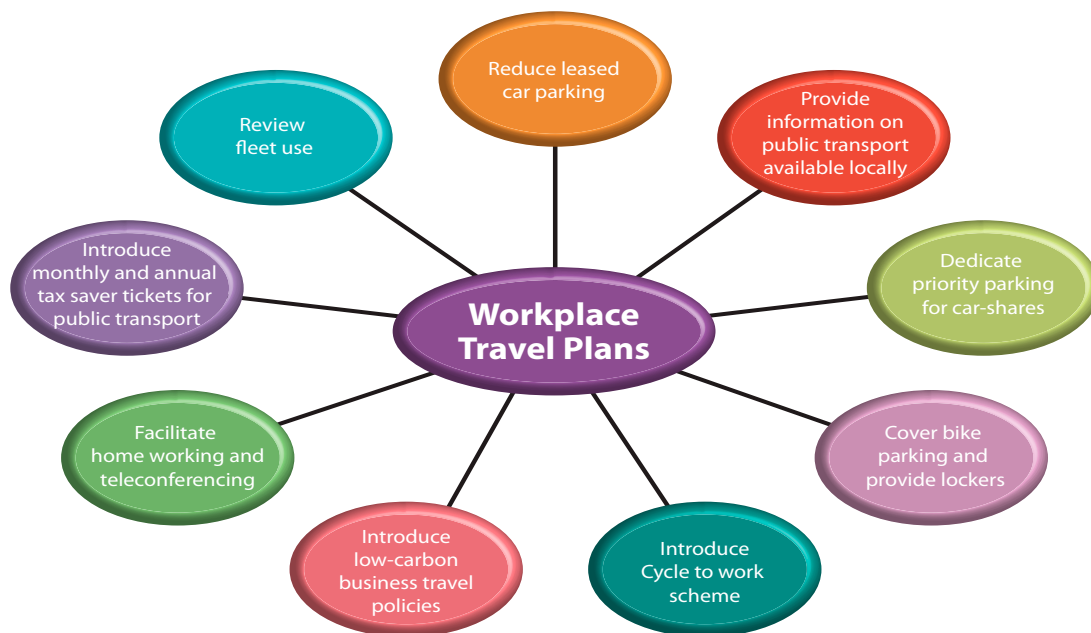 Reduce leased
car parking
Provide
information on
public transport
available locally
Review
fleet use
Introduce
monthly and annual
tax saver tickets for
public transport
Dedicate
priority parking
for car-shares
Workplace
Travel Plans
Facilitate
home working and
teleconferencing
Cover bike
parking and
provide lockers
Introduce
low-carbon
business travel
policies
Introduce
Cycle to work
scheme